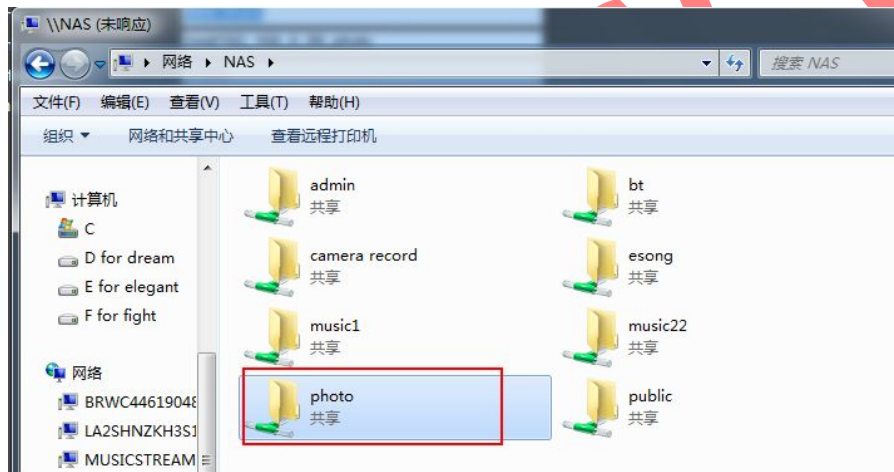 \\NAS (未响应)
网络 NAS
搜索 NAS
文件(F) 编辑(E) 查看(V) 工具(T) 帮助(H)
组织 网络和共享中心 查看远程打印机
计算机
C
D for dream
E for elegant
F for fight
网络
BRWC44619048
LA2SHNZKH3S1
MUSICSTREAM
admin
共享
bt
共享
camera record
共享
esong
共享
music1
共享
music22
共享
photo
共享
public
共享